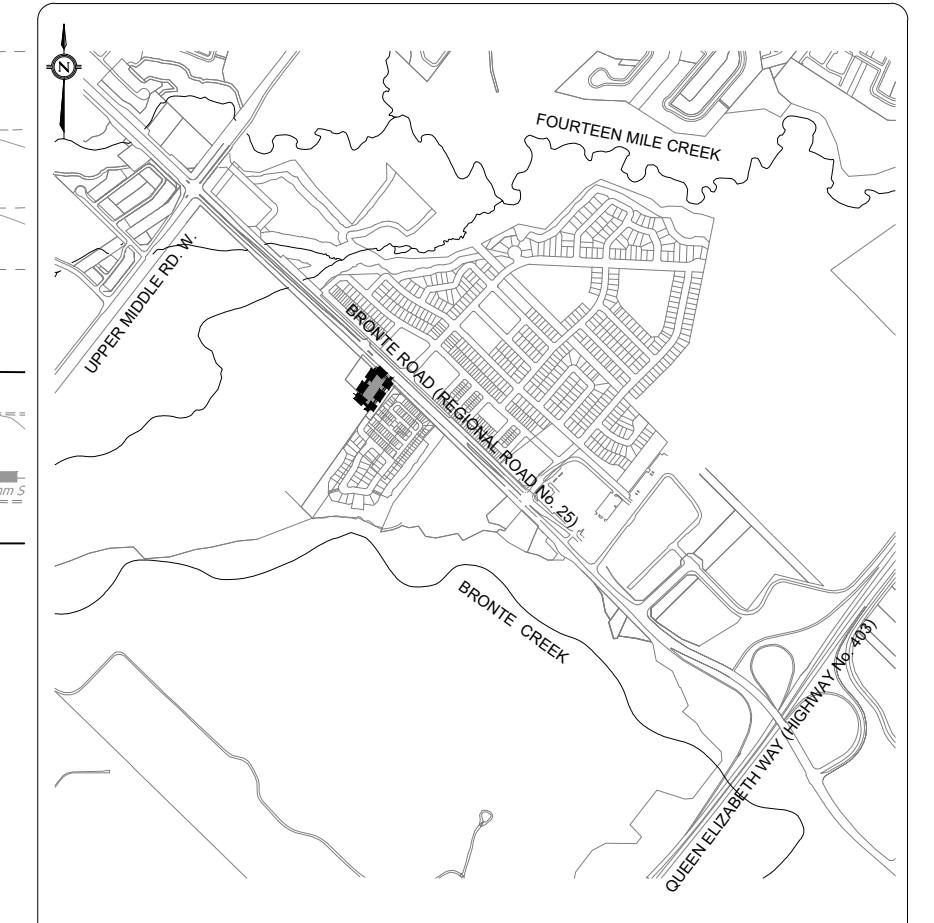 N
FOURTEEN MILE CREEK
UPPER MIDDLE RD. W.
BRONTE ROAD (REGIONAL ROAD No. 25)
mm S
BRONTE CREEK
QUEEN ELIZABETH WAY (HIGHWAY No. 403)